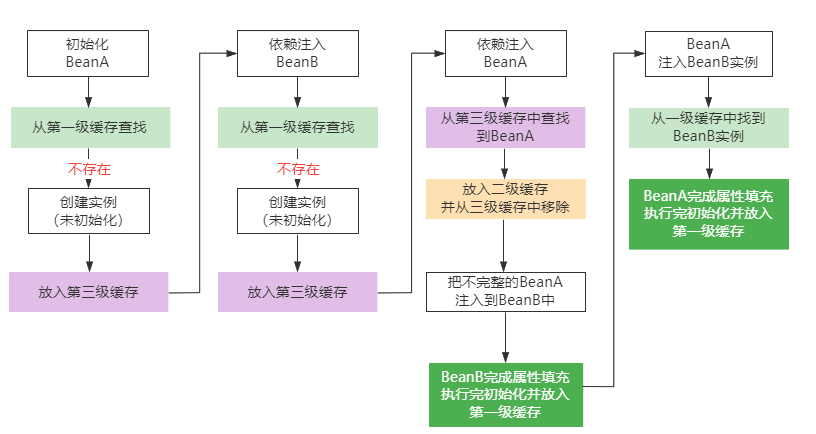 初始化
BeanA
从第一级缓存查找
不存在
创建实例
（未初始化）
放入第三级缓存
依赖注入
BeanB
从第一级缓存查找
不存在
创建实例
（未初始化）
放入第三级缓存
依赖注入
BeanA
从第三级缓存中查找
到BeanA
放入二级缓存
并从三级缓存中移除
把不完整的BeanA
注入到BeanB中
BeanB完成属性填充
执行完初始化并放入
第一级缓存
BeanA
注入BeanB实例
从一级缓存中找到
BeanB实例
BeanA完成属性填充
执行完初始化并放入
第一级缓存